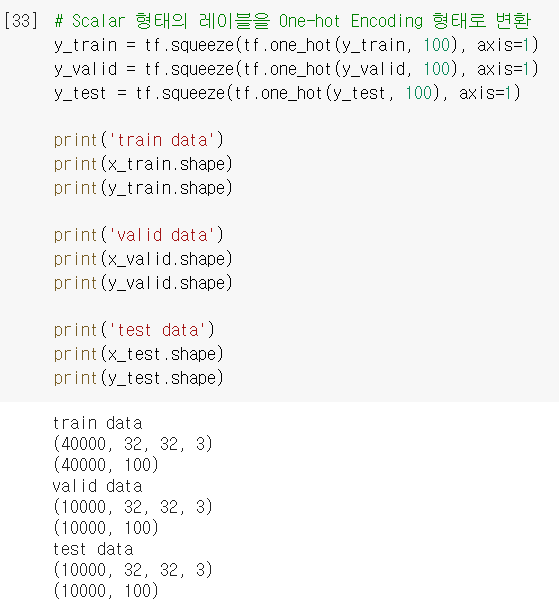 [33] # Scalar 형태의 레이블을 One-hot Encoding 형태로 변환
y_train = tf.squeeze(tf.one_hot(y_train, 100), axis=1)
y_valid = tf.squeeze(tf.one_hot(y_valid, 100), axis=1)
y_test = tf.squeeze(tf.one_hot(y_test, 100), axis=1)
print('train data')
print(x_train.shape)
print(y_train.shape)
print('valid data')
print(x_valid.shape)
print(y_valid.shape)
print('test data')
print(x_test.shape)
print(y_test.shape)
train data
(40000, 32, 32, 3)
(40000, 100)
valid data
(10000, 32, 32, 3)
(10000, 100)
test data
(10000, 32, 32, 3)
(10000, 100)